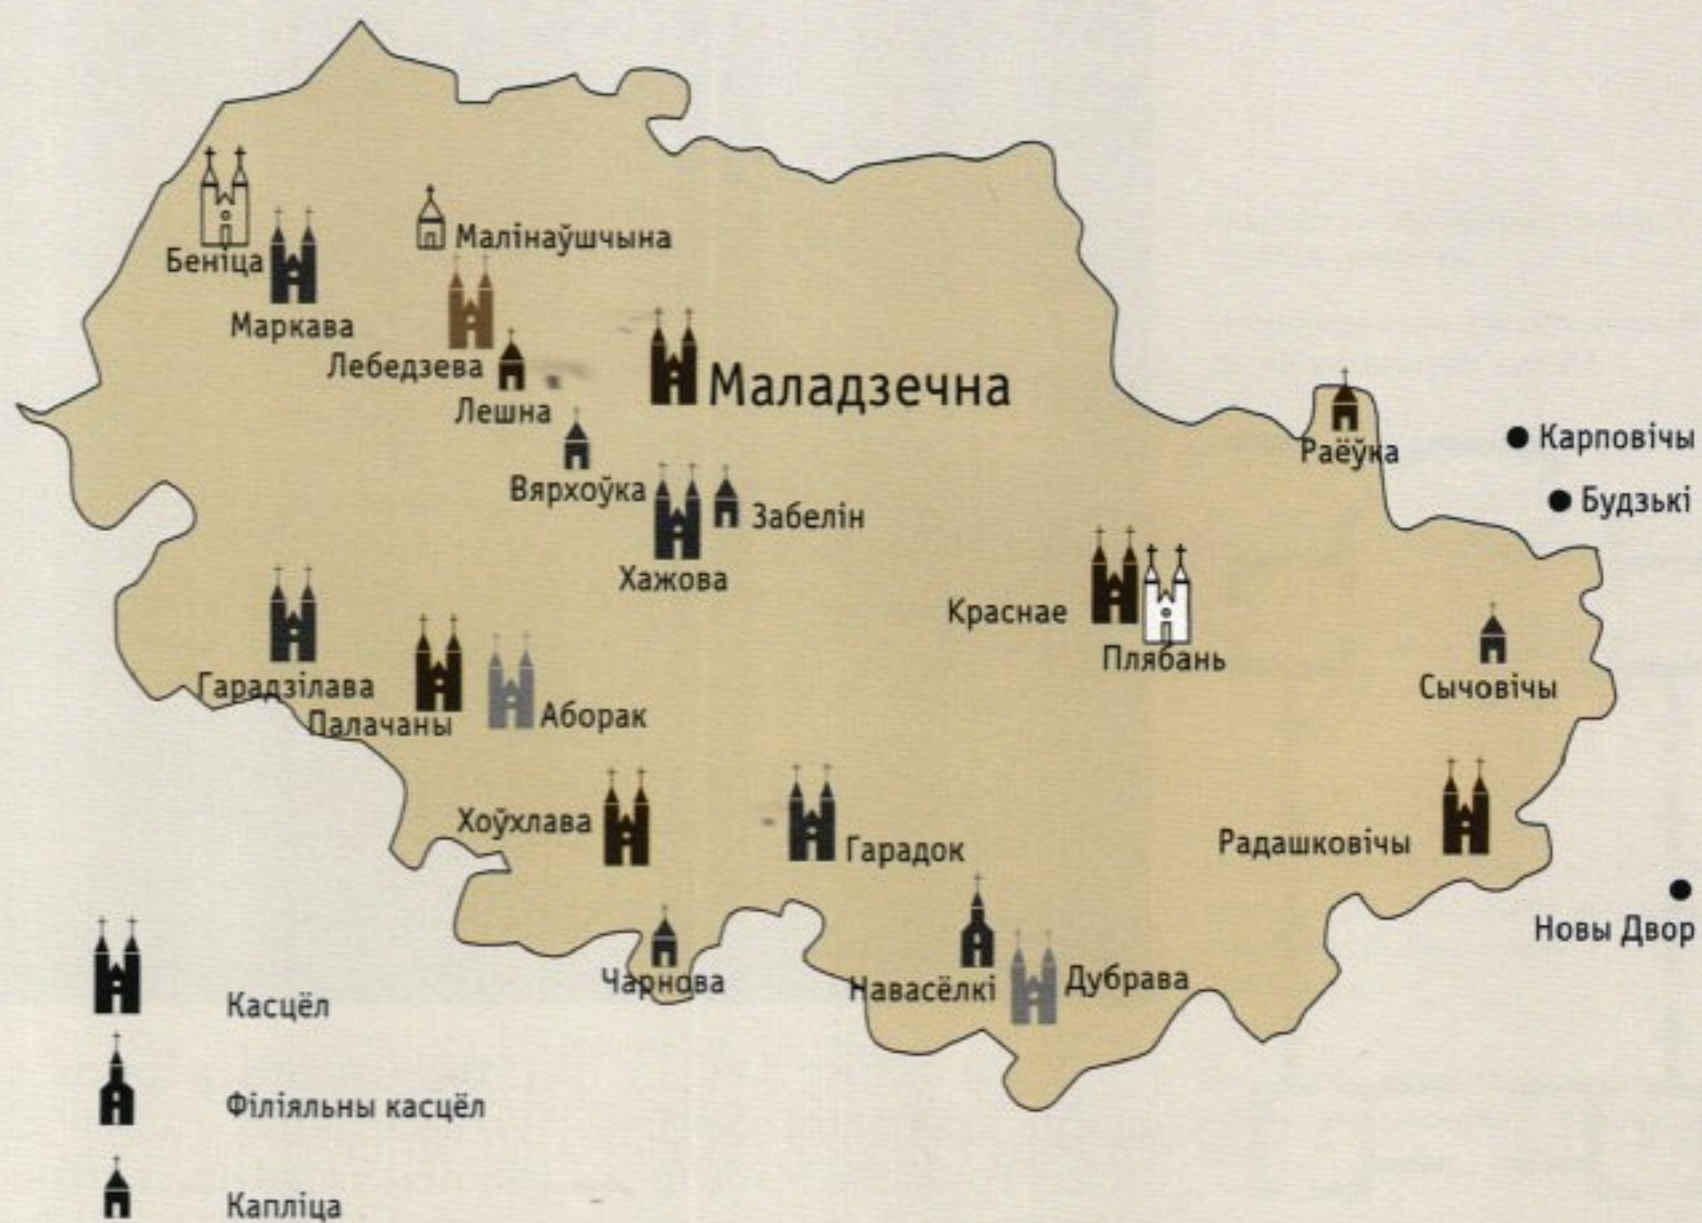 Беніца
Малінаўшчына
Маркава
Лебедзева
Маладзечна
Лешна
Раёўка
Карповічы
Вярхоўка
Будзькі
Забелін
Хажова
Краснае
Плябань
Гарадзілава
Сычовічы
Палачаны
Аборак
Хоўхлава
Гарадок
Радашковічы
Новы Двор
Чарнова
Навасёлкі
Дубрава
Касцёл
Філіяльны касцёл
Капліца